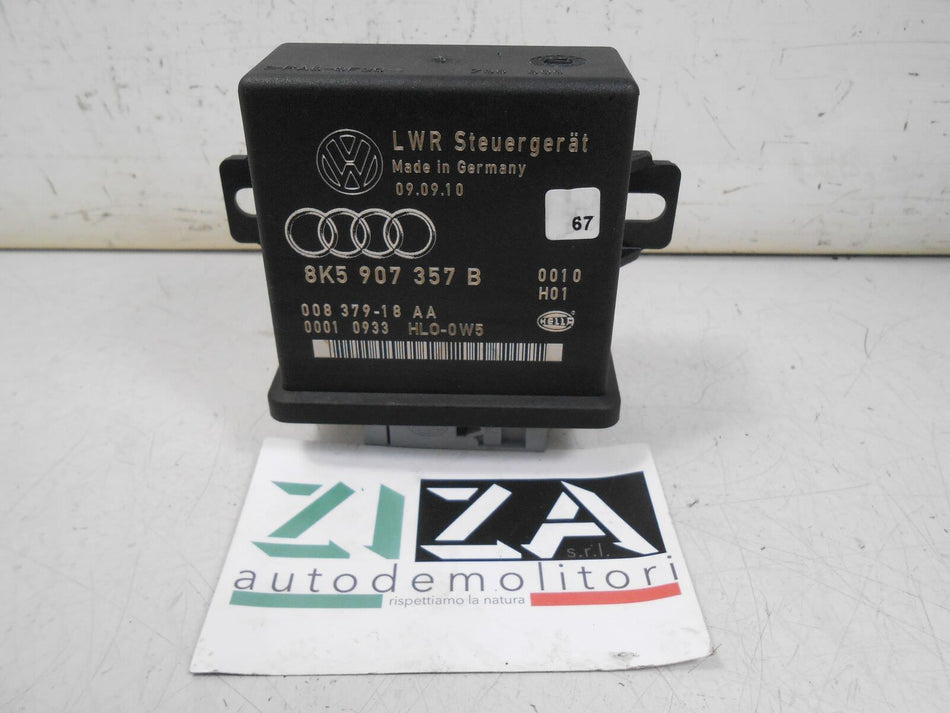 LWR Steuergerät
Made in Germany
09.09.10
67
8K5 907 357 B
0010
H01
008 379-18 AA
0001 0933 HLO-0W5
HELLA
ZIZA
s.r.l.
autodemolitori
rispettiamo la natura